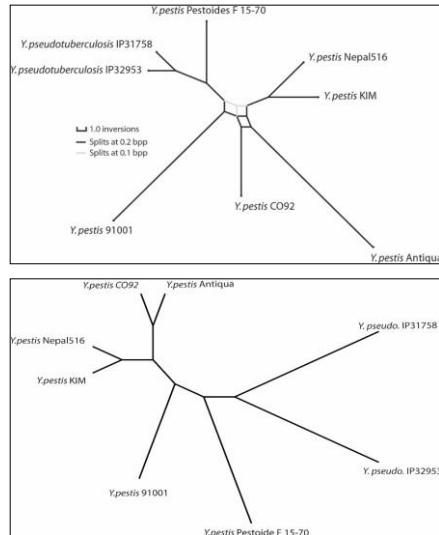 Y.pestis Pestoides F 15-70
Y.pseudotuberculosis IP31758
Y.pseudotuberculosis IP32953
Y.pestis Nepal516
Y.pestis KIM
1.0 inversions
Splits at 0.2 bpp
Splits at 0.1 bpp
Y.pestis CO92
Y.pestis 91001
Y.pestis Antiqua
Y.pestis CO92
Y.pestis Antiqua
Y.pestis Nepal516
Y.pseudo. IP31758
Y.pestis KIM
Y.pseudo. IP32953
Y.pestis 91001
Y.pestis Pestoide F 15-70